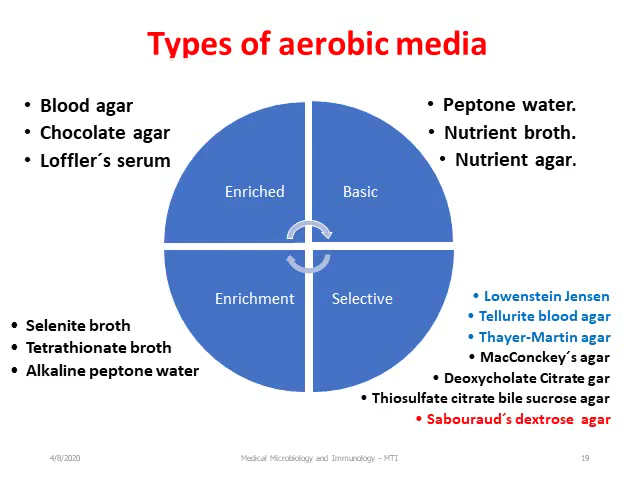 Types of aerobic media
• Blood agar
• Chocolate agar
• Loffler´s serum
• Peptone water.
• Nutrient broth.
• Nutrient agar.
Enriched
Basic
Enrichment
Selective
• Selenite broth
• Tetrathionate broth
• Alkaline peptone water
• Lowenstein Jensen
• Tellurite blood agar
• Thayer-Martin agar
• MacConckey´s agar
• Deoxycholate Citrate gar
• Thiosulfate citrate bile sucrose agar
• Sabouraud´s dextrose agar
4/8/2020
Medical Microbiology and Immunology - MTI
19